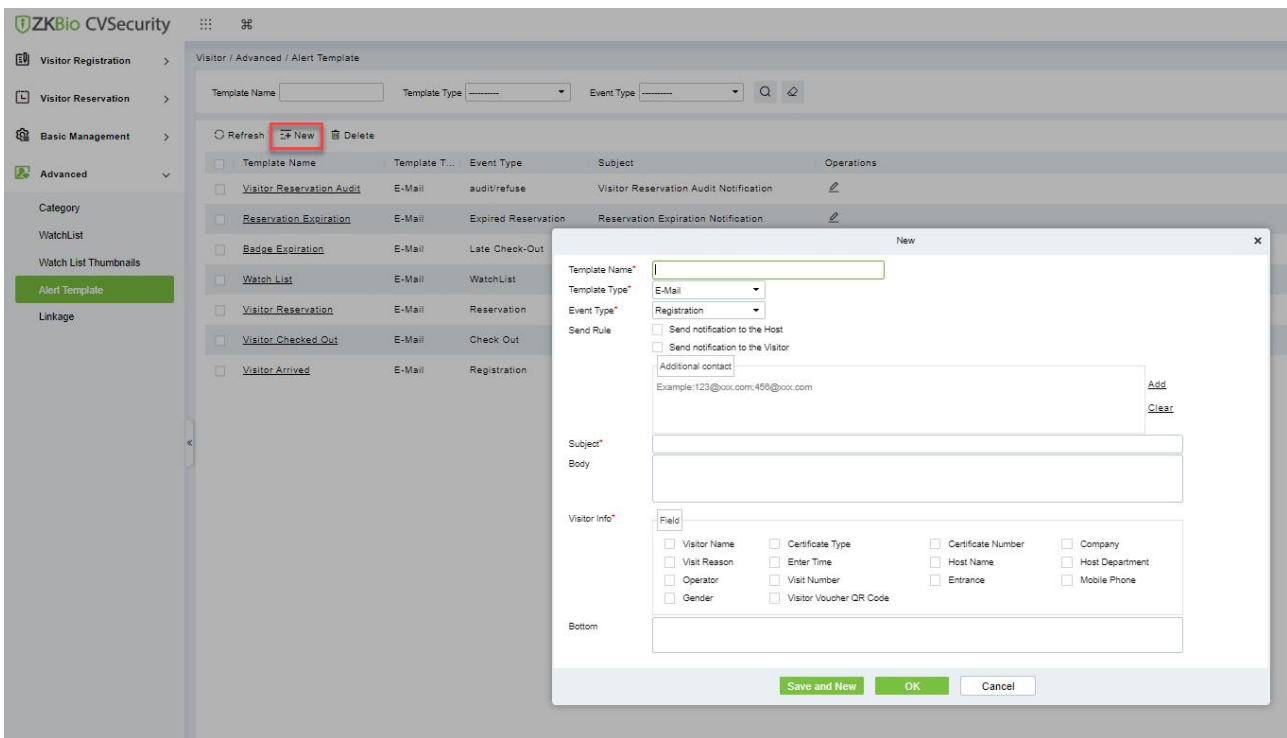 ZKBio CVSecurity
Visitor Registration
Visitor Reservation
Basic Management
Advanced
Category
WatchList
Watch List Thumbnails
Alert Template
Linkage
Visitor / Advanced / Alert Template
Template Name Template Type ---------- Event Type ----------
Refresh New Delete
Template Name Template T... Event Type Subject Operations
Visitor Reservation Audit E-Mail audit/refuse Visitor Reservation Audit Notification
Reservation Expiration E-Mail Expired Reservation Reservation Expiration Notification
Badge Expiration E-Mail Late Check-Out
Watch List E-Mail WatchList
Visitor Reservation E-Mail Reservation
Visitor Checked Out E-Mail Check Out
Visitor Arrived E-Mail Registration
New
Template Name*
Template Type* E-Mail
Event Type* Registration
Send Rule Send notification to the Host
Send notification to the Visitor
Additional contact
Example:123@xxx.com;456@xxx.com
Add
Clear
Subject*
Body
Visitor Info*
Field
Visitor Name Certificate Type Certificate Number Company
Visit Reason Enter Time Host Name Host Department
Operator Visit Number Entrance Mobile Phone
Gender Visitor Voucher QR Code
Bottom
Save and New OK Cancel